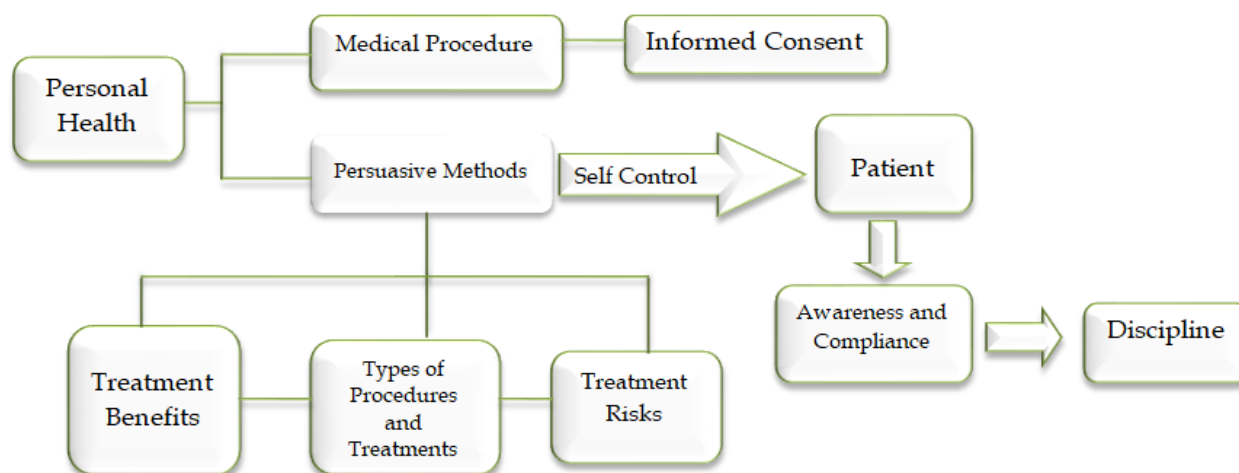 Medical Procedure
Informed Consent
Personal
Health
Persuasive Methods
Self Control
Patient
Awareness and
Compliance
Discipline
Treatment
Benefits
Types of
Procedures
and
Treatments
Treatment
Risks